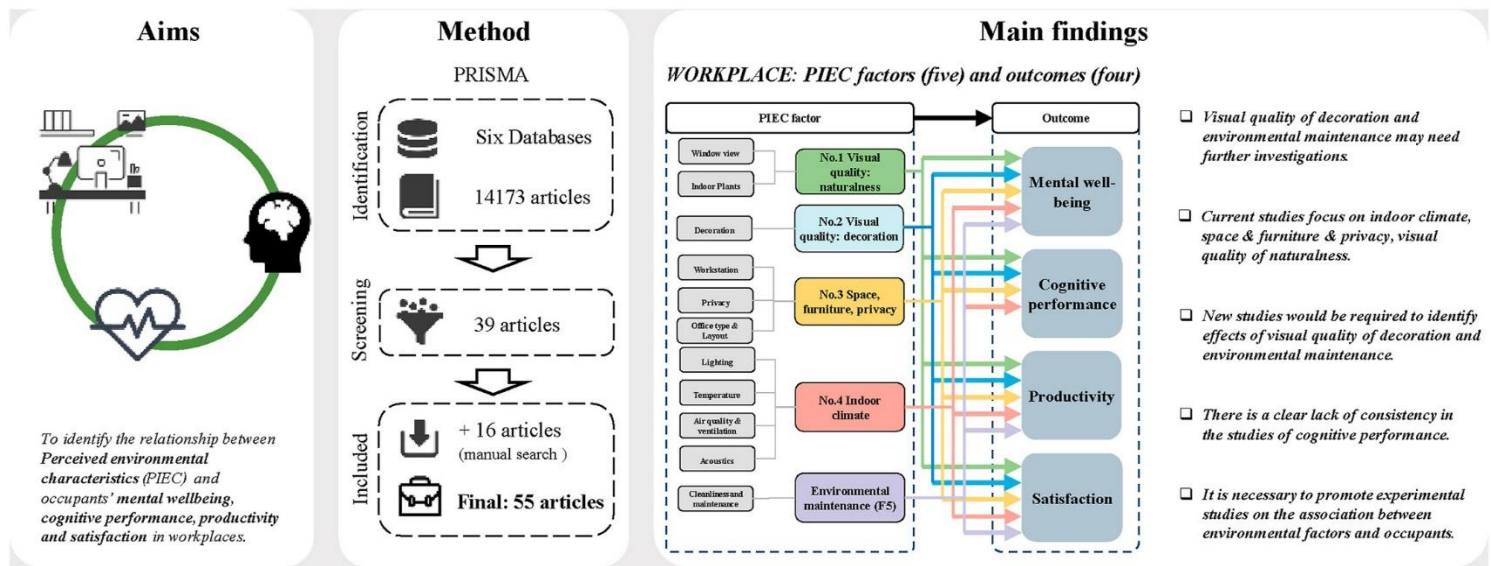 Aims
To identify the relationship between
Perceived environmental
characteristics (PIEC) and
occupants' mental wellbeing,
cognitive performance, productivity
and satisfaction in workplaces.
Method
PRISMA
Identification
Six Databases
14173 articles
Screening
39 articles
Included
+ 16 articles
(manual search )
Final: 55 articles
Main findings
WORKPLACE: PIEC factors (five) and outcomes (four)
PIEC factor
Outcome
Window view
Indoor Plants
Decoration
Workstation
Privacy
Office type &
Layout
Lighting
Temperature
Air quality &
ventilation
Acoustics
Cleanliness and
maintenance
No.1 Visual
quality:
naturalness
No.2 Visual
quality: decoration
No.3 Space,
furniture, privacy
No.4 Indoor
climate
Environmental
maintenance (F5)
Mental well-
being
Cognitive
performance
Productivity
Satisfaction
Visual quality of decoration and
environmental maintenance may need
further investigations.
Current studies focus on indoor climate,
space & furniture & privacy, visual
quality of naturalness.
New studies would be required to identify
effects of visual quality of decoration and
environmental maintenance.
There is a clear lack of consistency in
the studies of cognitive performance.
It is necessary to promote experimental
studies on the association between
environmental factors and occupants.